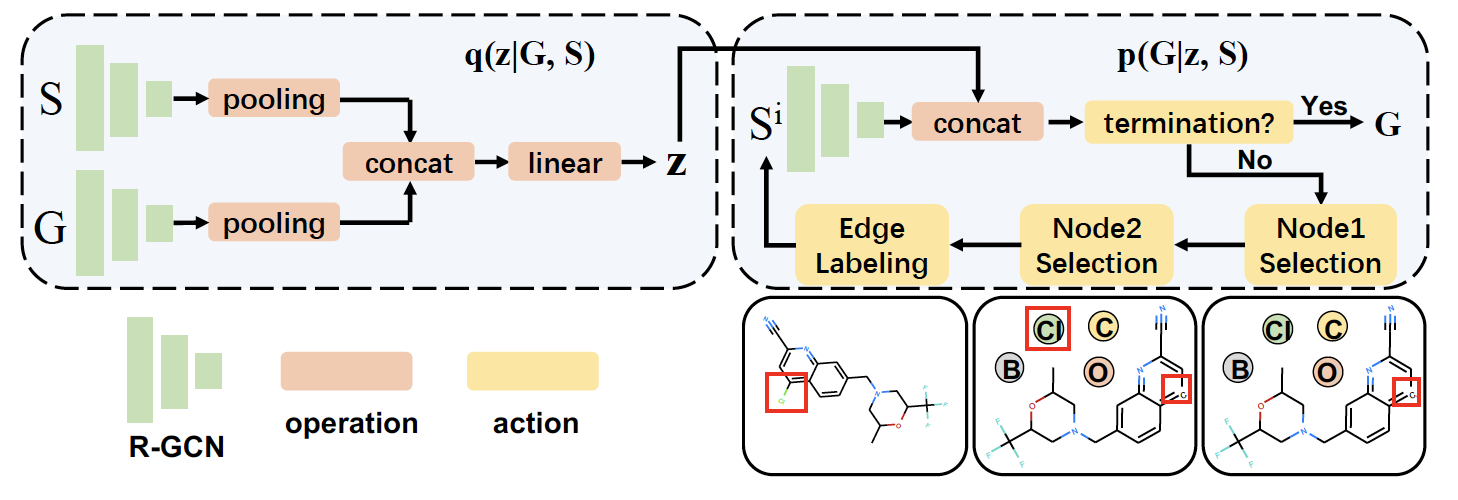 q(z|G, S)
S
pooling
concat
linear
z
G
pooling
p(G|z, S)
Sⁱ
concat
termination?
Yes
G
No
Edge
Labeling
Node2
Selection
Node1
Selection
R-GCN
operation
action
N
N
Cl
N
O
F
F
F
Cl
C
B
O
N
N
C
O
N
F
F
F
Cl
C
B
O
N
N
C
O
N
F
F
F